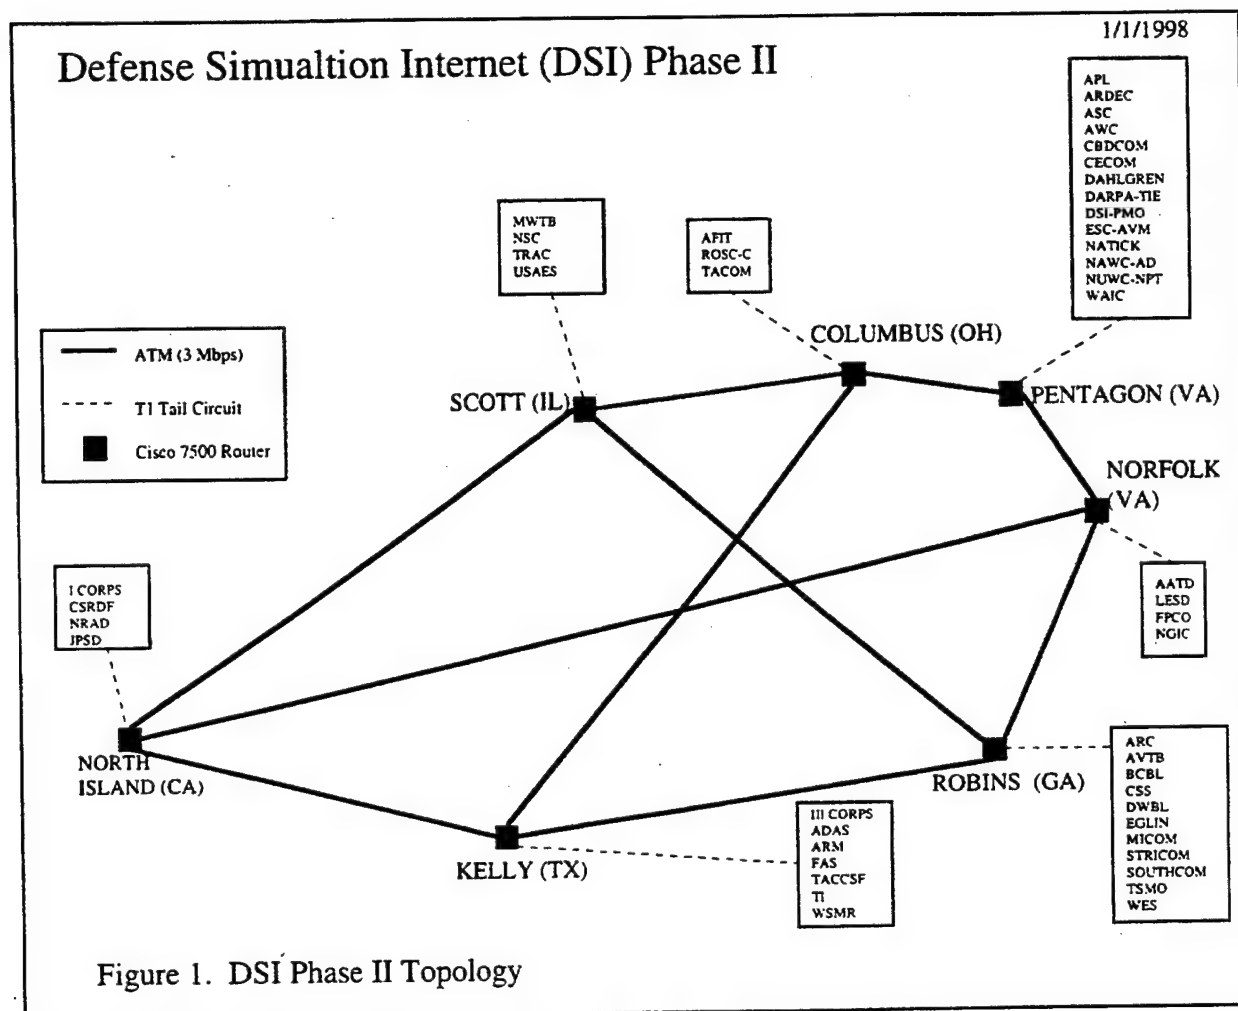 1/1/1998
Defense Simualtion Internet (DSI) Phase II
APL
ARDEC
ASC
AWC
CBDCOM
CECOM
DAHLGREN
DARPA-TIE
DSI-PMO
ESC-AVM
NATICK
NAWC-AD
NUWC-NPT
WAIC
MWTB
NSC
TRAC
USAES
AFIT
ROSC-C
TACOM
COLUMBUS (OH)
ATM (3 Mbps)
T1 Tail Circuit
Cisco 7500 Router
SCOTT (IL)
PENTAGON (VA)
NORFOLK
(VA)
I CORPS
CSRDF
NRAD
JPSD
AATD
LESD
FPCO
NGIC
NORTH
ISLAND (CA)
ROBINS (GA)
ARC
AVTB
BCBL
CSS
DWBL
EGLIN
MICOM
STRICOM
SOUTHCOM
TSMO
WES
KELLY (TX)
III CORPS
ADAS
ARM
FAS
TACCSF
TI
WSMR
Figure 1. DSI Phase II Topology